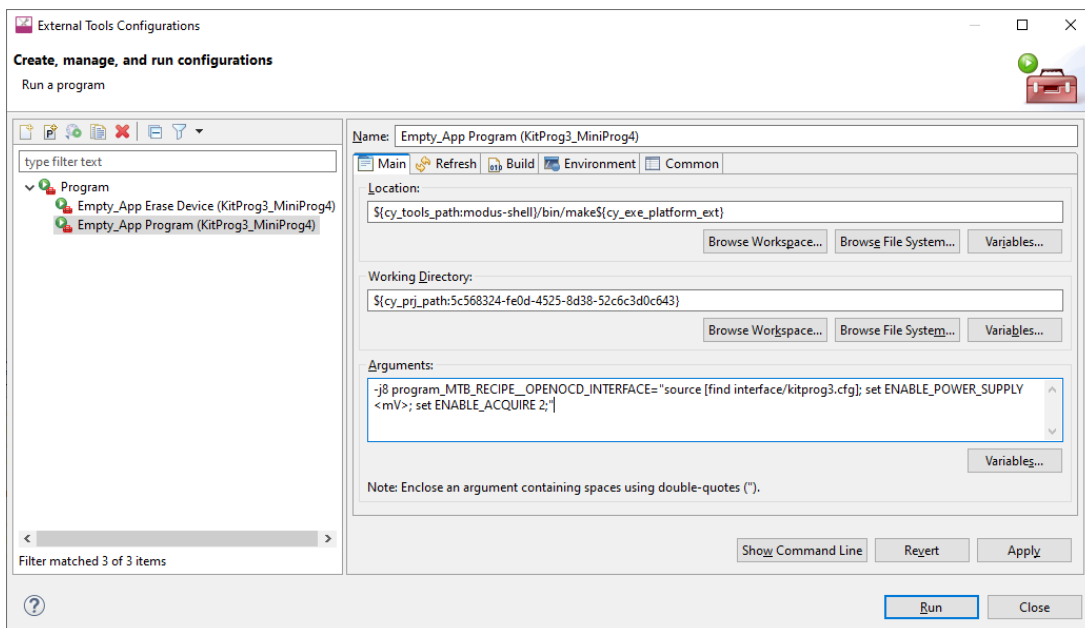 External Tools Configurations
Create, manage, and run configurations
Run a program
type filter text
Program
Empty_App Erase Device (KitProg3_MiniProg4)
Empty_App Program (KitProg3_MiniProg4)
Filter matched 3 of 3 items
Name: Empty_App Program (KitProg3_MiniProg4)
Main Refresh Build Environment Common
Location:
${cy_tools_path:modus-shell}/bin/make${cy_exe_platform_ext}
Browse Workspace... Browse File System... Variables...
Working Directory:
${cy_prj_path:5c568324-fe0d-4525-8d38-52c6c3d0c643}
Browse Workspace... Browse File System... Variables...
Arguments:
-j8 program_MTB_RECIPE__OPENOCD_INTERFACE="source [find interface/kitprog3.cfg]; set ENABLE_POWER_SUPPLY
<mV>; set ENABLE_ACQUIRE 2;"
Variables...
Note: Enclose an argument containing spaces using double-quotes (").
Show Command Line Revert Apply
Run Close